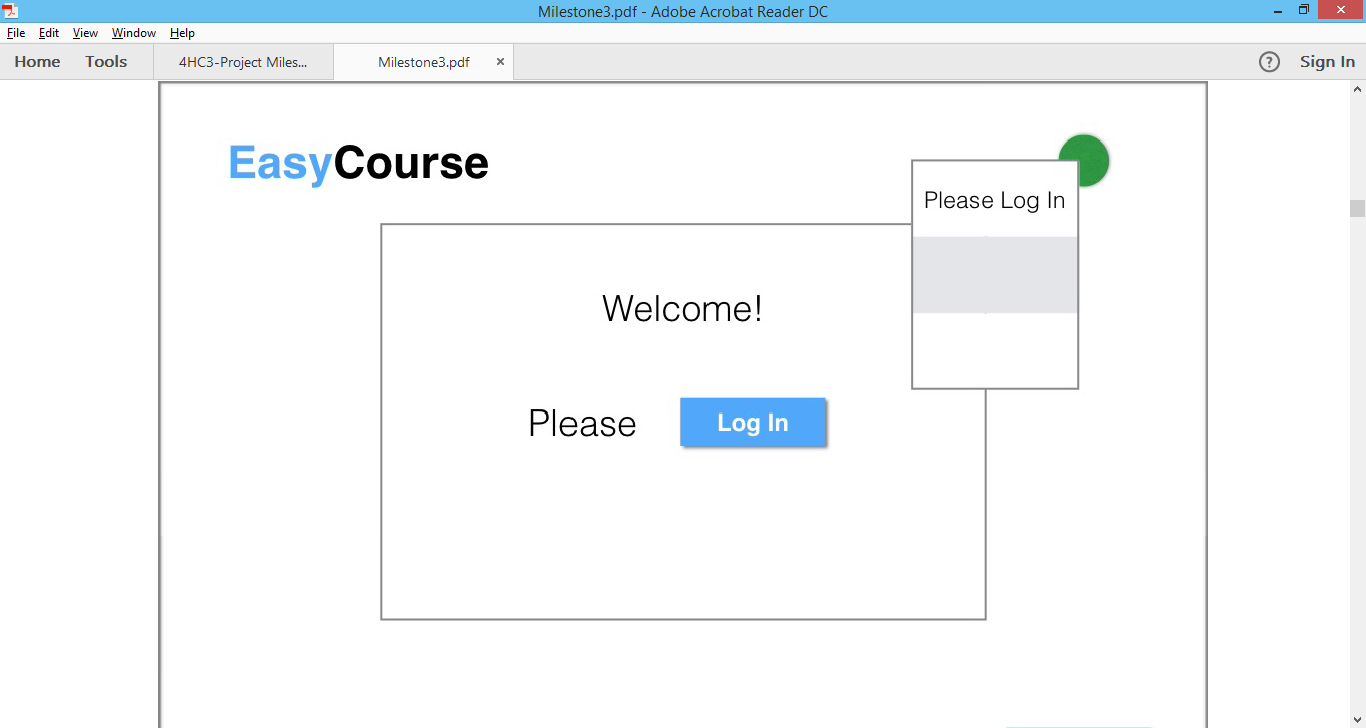 Milestone3.pdf - Adobe Acrobat Reader DC
File Edit View Window Help
Home Tools 4HC3-Project Miles... Milestone3.pdf × ? Sign In
EasyCourse
Please Log In
Welcome!
Please Log In